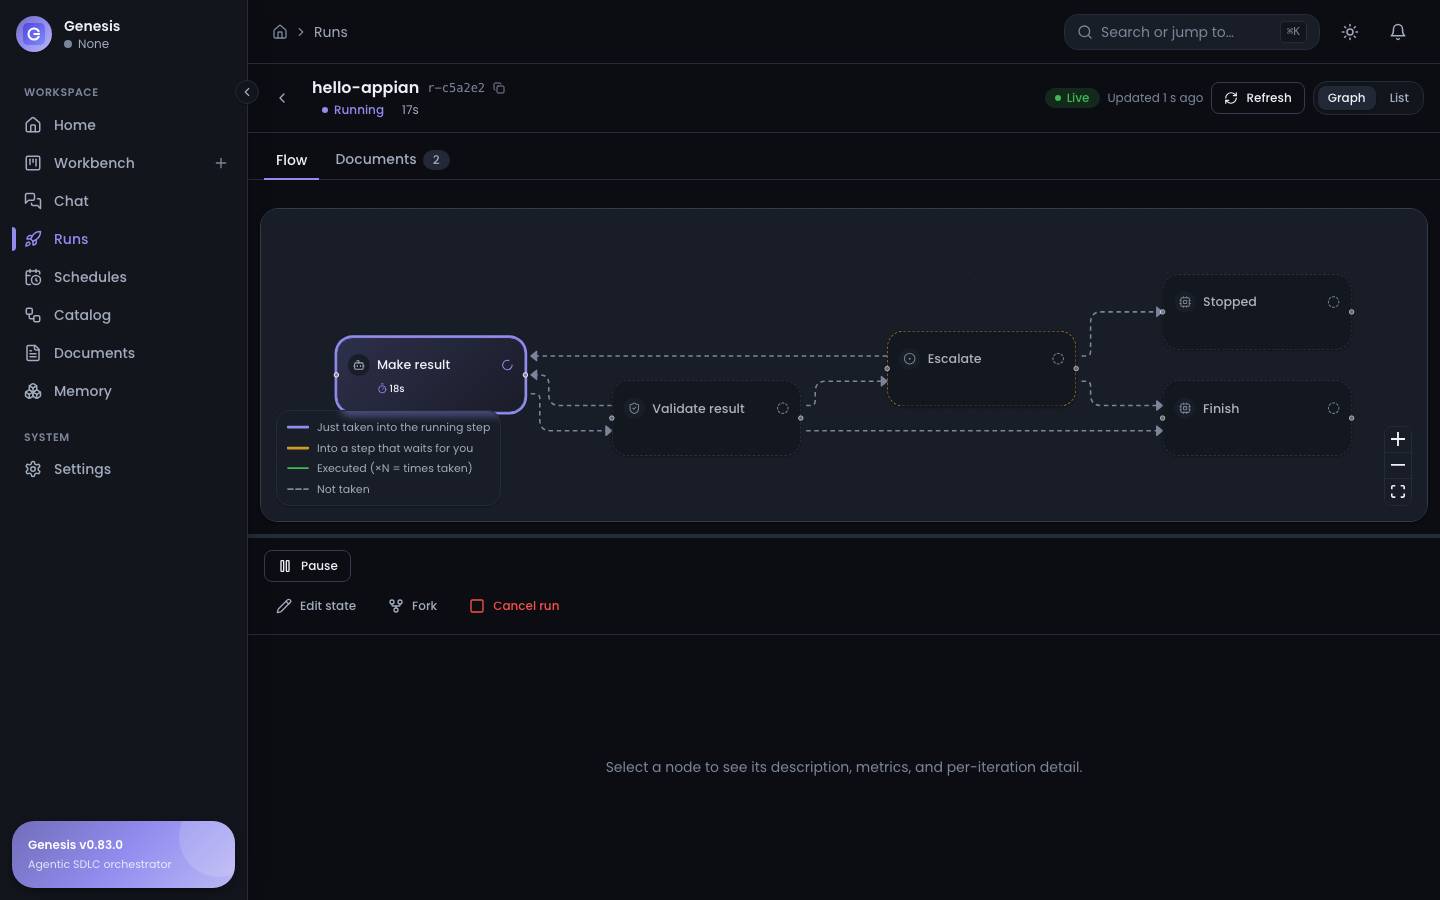 Genesis
None
WORKSPACE
Home
Workbench
Chat
Runs
Schedules
Catalog
Documents
Memory
SYSTEM
Settings
Genesis v0.83.0
Agentic SDLC orchestrator
Runs
Search or jump to...
⌘K
hello-appian r-c5a2e2
Running 17s
Live Updated 1 s ago Refresh Graph List
Flow Documents 2
Stopped
Escalate
Make result
18s
Validate result
Finish
Just taken into the running step
Into a step that waits for you
Executed (×N = times taken)
Not taken
Pause
Edit state Fork Cancel run
Select a node to see its description, metrics, and per-iteration detail.